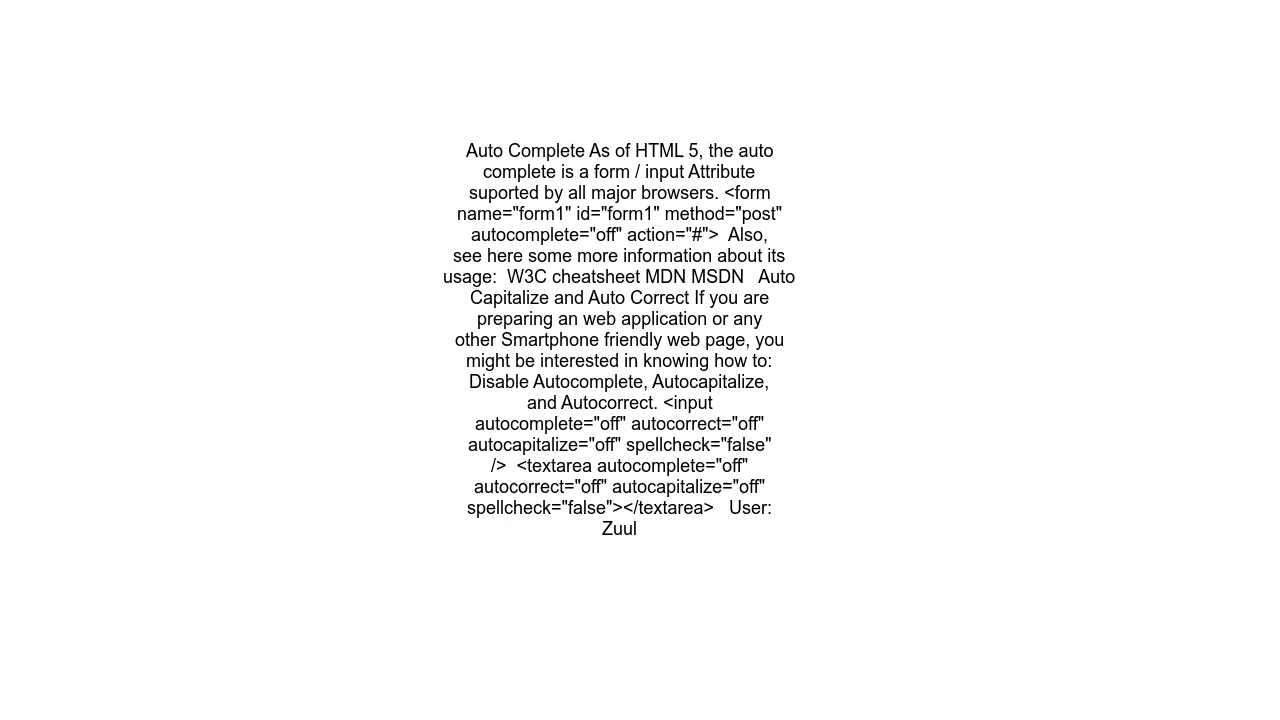 Auto Complete As of HTML 5, the auto
complete is a form / input Attribute
suported by all major browsers. <form
name="form1" id="form1" method="post"
autocomplete="off" action="#">  Also,
see here some more information about its
usage:  W3C cheatsheet MDN MSDN   Auto
Capitalize and Auto Correct If you are
preparing an web application or any
other Smartphone friendly web page, you
might be interested in knowing how to:
Disable Autocomplete, Autocapitalize,
and Autocorrect. <input
autocomplete="off" autocorrect="off"
autocapitalize="off" spellcheck="false"
/>  <textarea autocomplete="off"
autocorrect="off" autocapitalize="off"
spellcheck="false"></textarea>   User:
Zuul